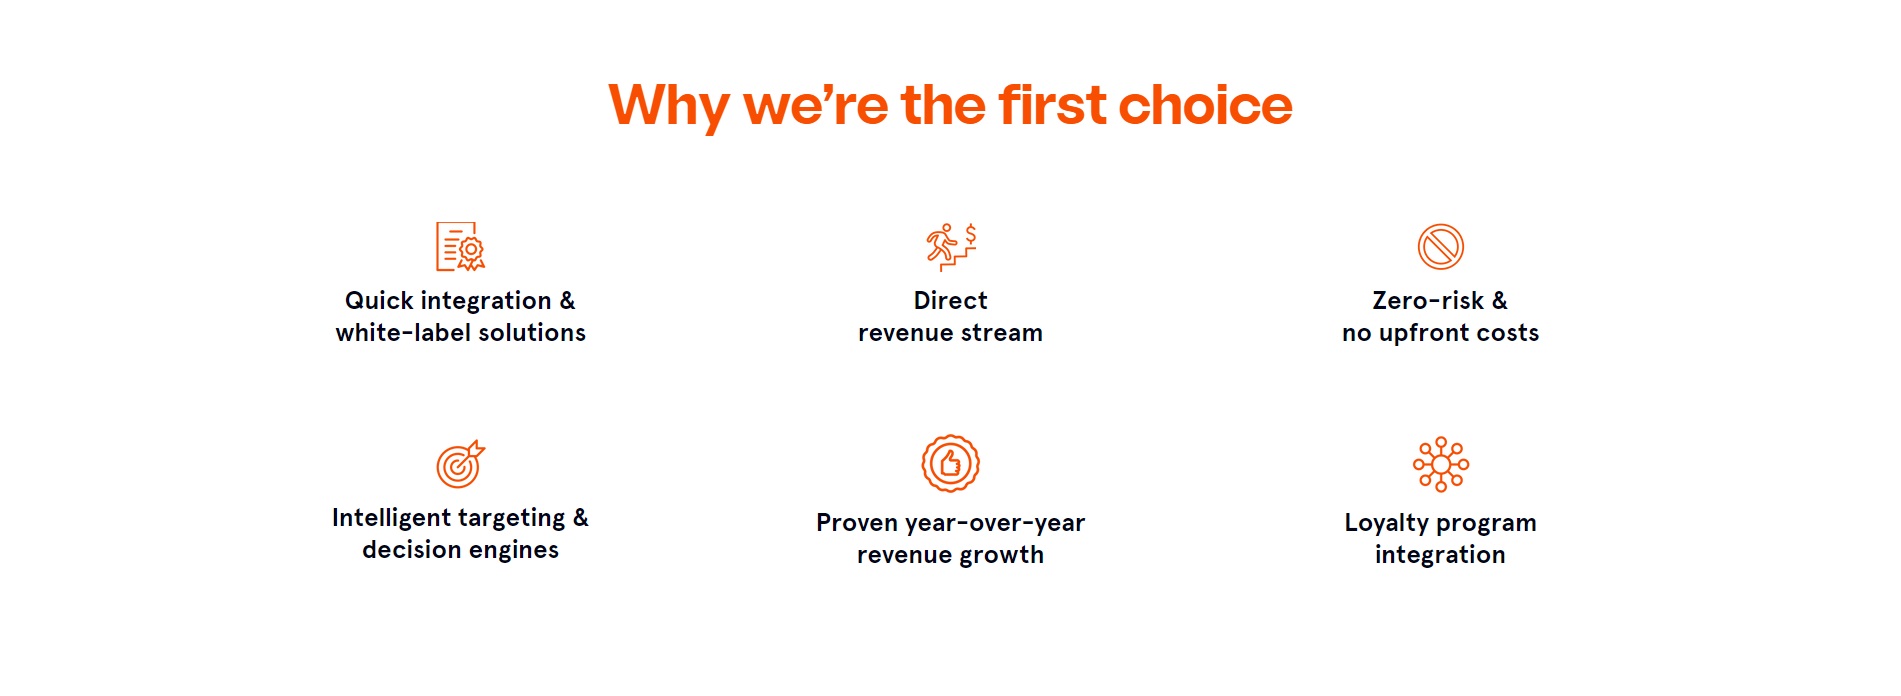 Why we’re the first choice
Quick integration &
white-label solutions
Direct
revenue stream
Zero-risk &
no upfront costs
Intelligent targeting &
decision engines
Proven year-over-year
revenue growth
Loyalty program
integration